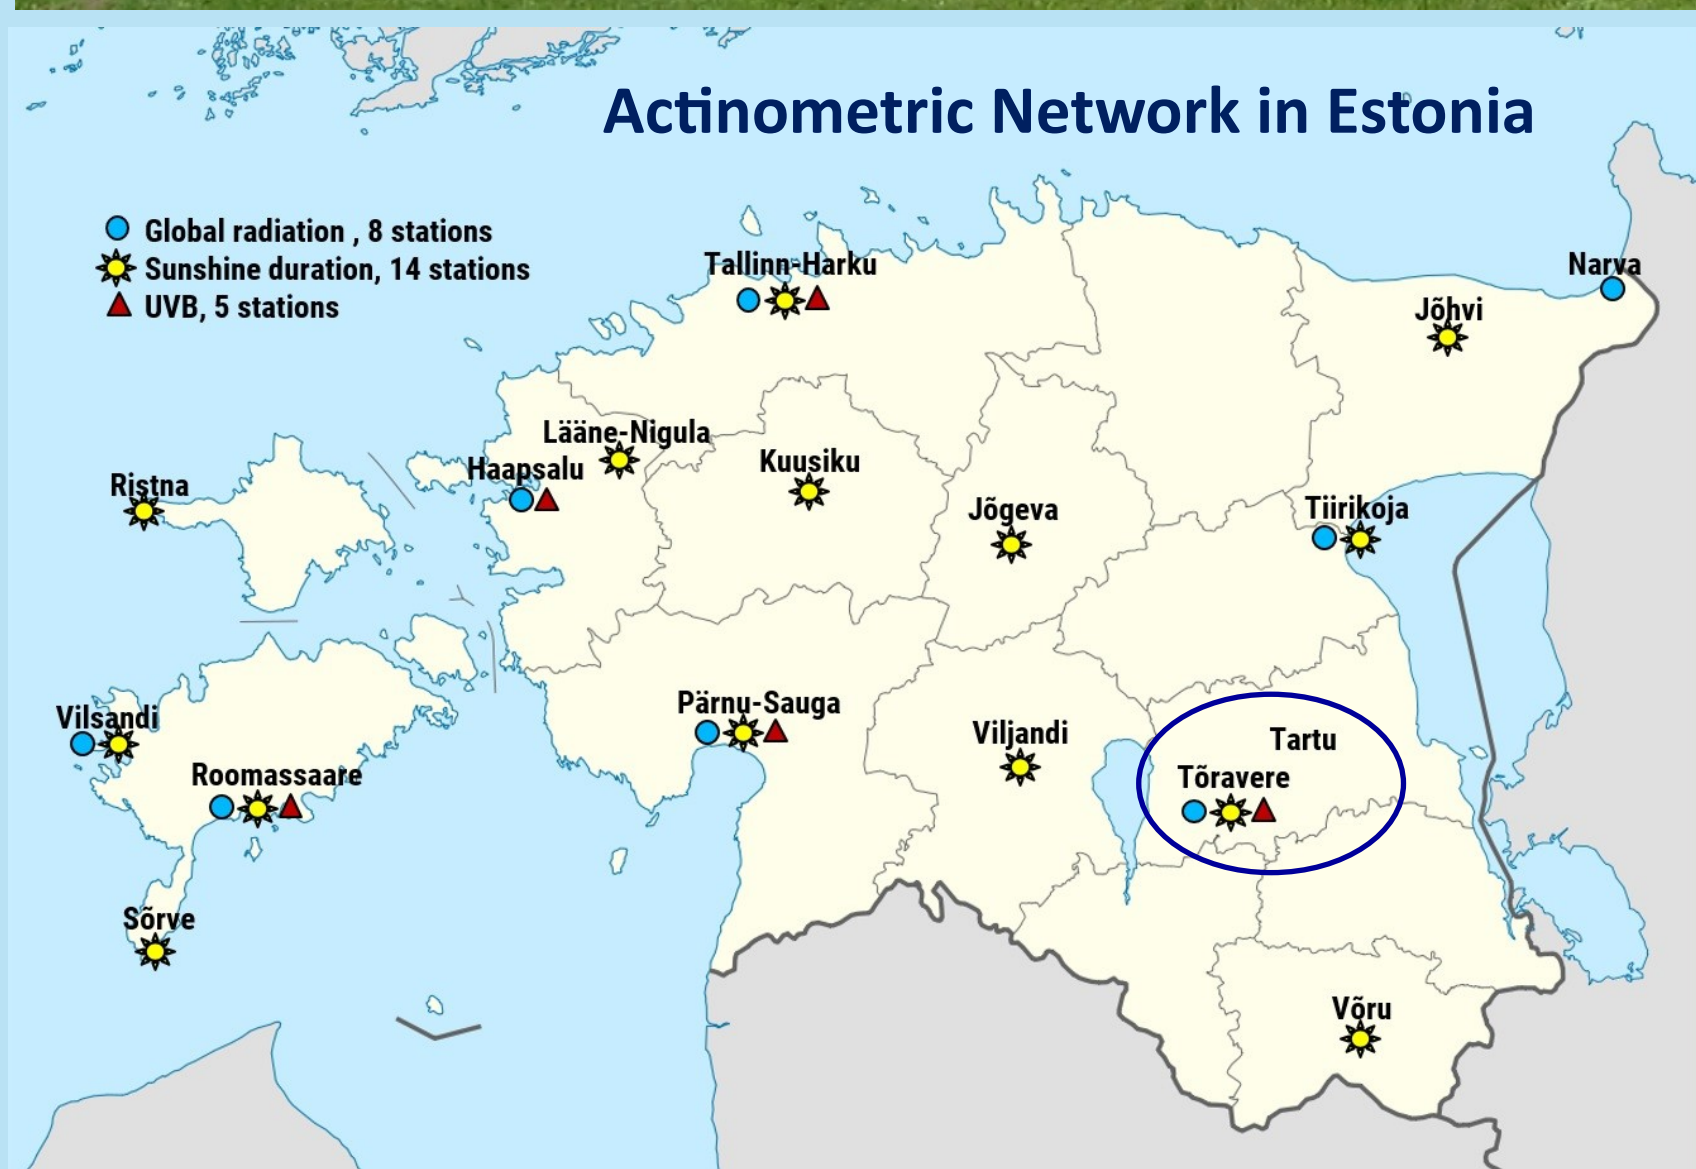 Actinometric Network in Estonia
Global radiation , 8 stations
Sunshine duration, 14 stations
UVB, 5 stations
Tallinn-Harku
Narva
Jõhvi
Lääne-Nigula
Haapsalu
Kuusiku
Ristna
Jõgeva
Tiirikoja
Pärnu-Sauga
Vilsandi
Viljandi
Tartu
Roomassaare
Tõravere
Sõrve
Võru